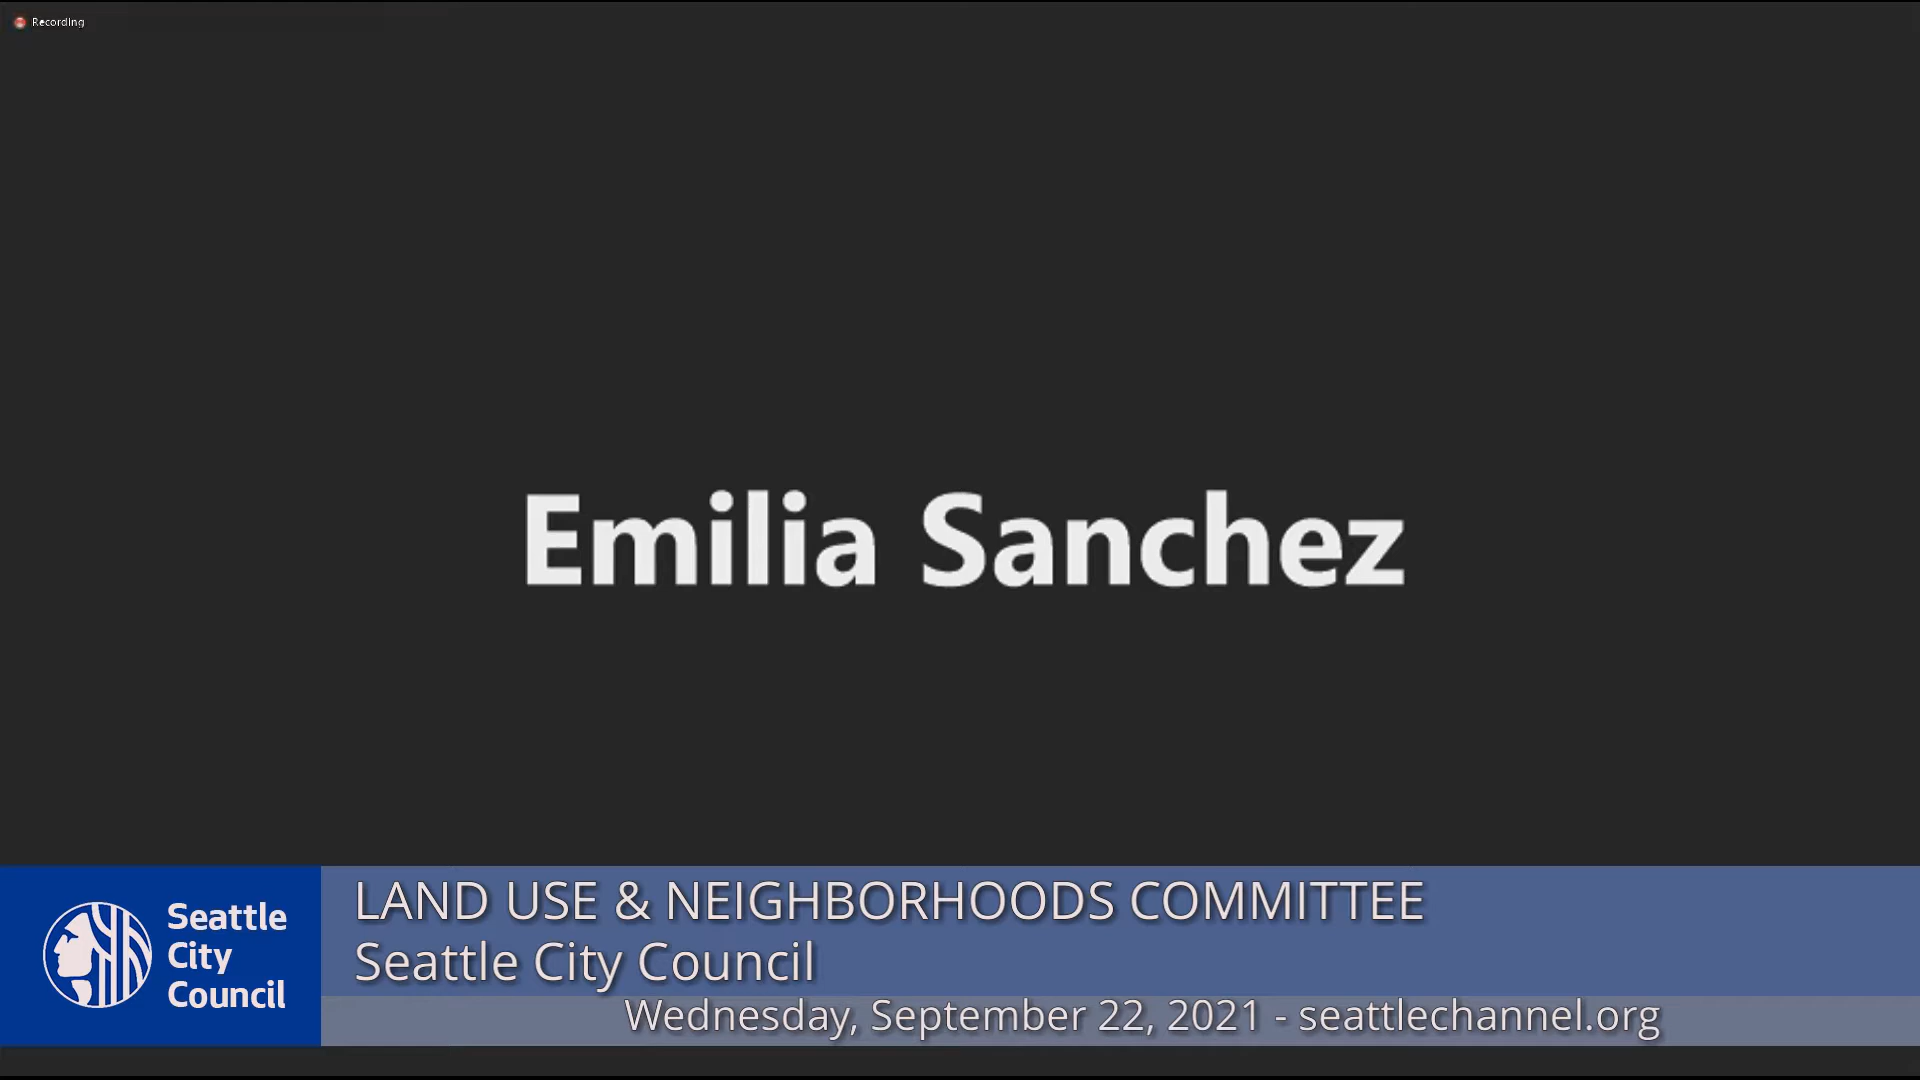 Recording
Emilia Sanchez
Seattle
City
Council
LAND USE & NEIGHBORHOODS COMMITTEE
Seattle City Council
Wednesday, September 22, 2021 - seattlechannel.org